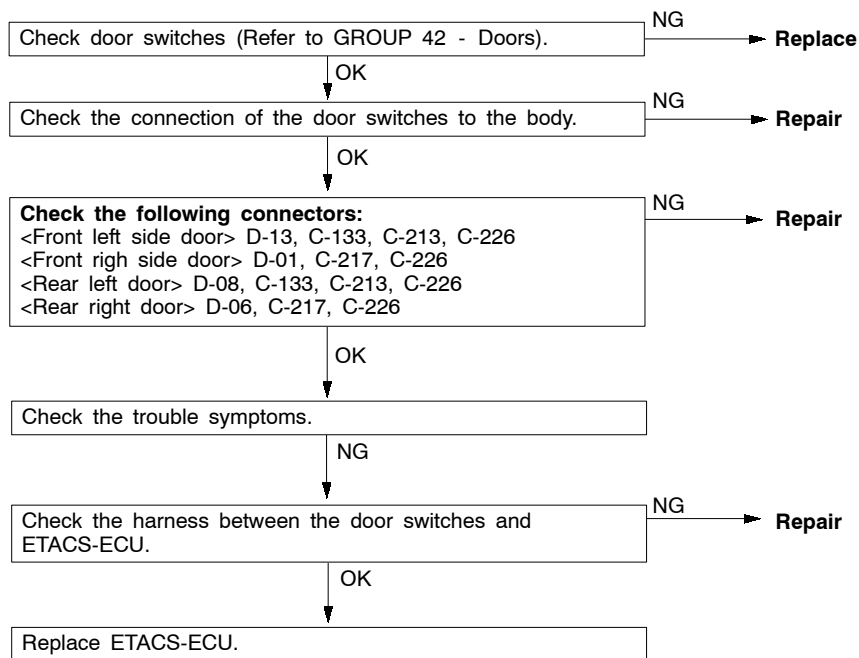 Check door switches (Refer to GROUP 42 - Doors).
NG
Replace
OK
Check the connection of the door switches to the body.
NG
Repair
OK
Check the following connectors:
<Front left side door> D-13, C-133, C-213, C-226
<Front righ side door> D-01, C-217, C-226
<Rear left door> D-08, C-133, C-213, C-226
<Rear right door> D-06, C-217, C-226
NG
Repair
OK
Check the trouble symptoms.
NG
Check the harness between the door switches and
ETACS-ECU.
NG
Repair
OK
Replace ETACS-ECU.